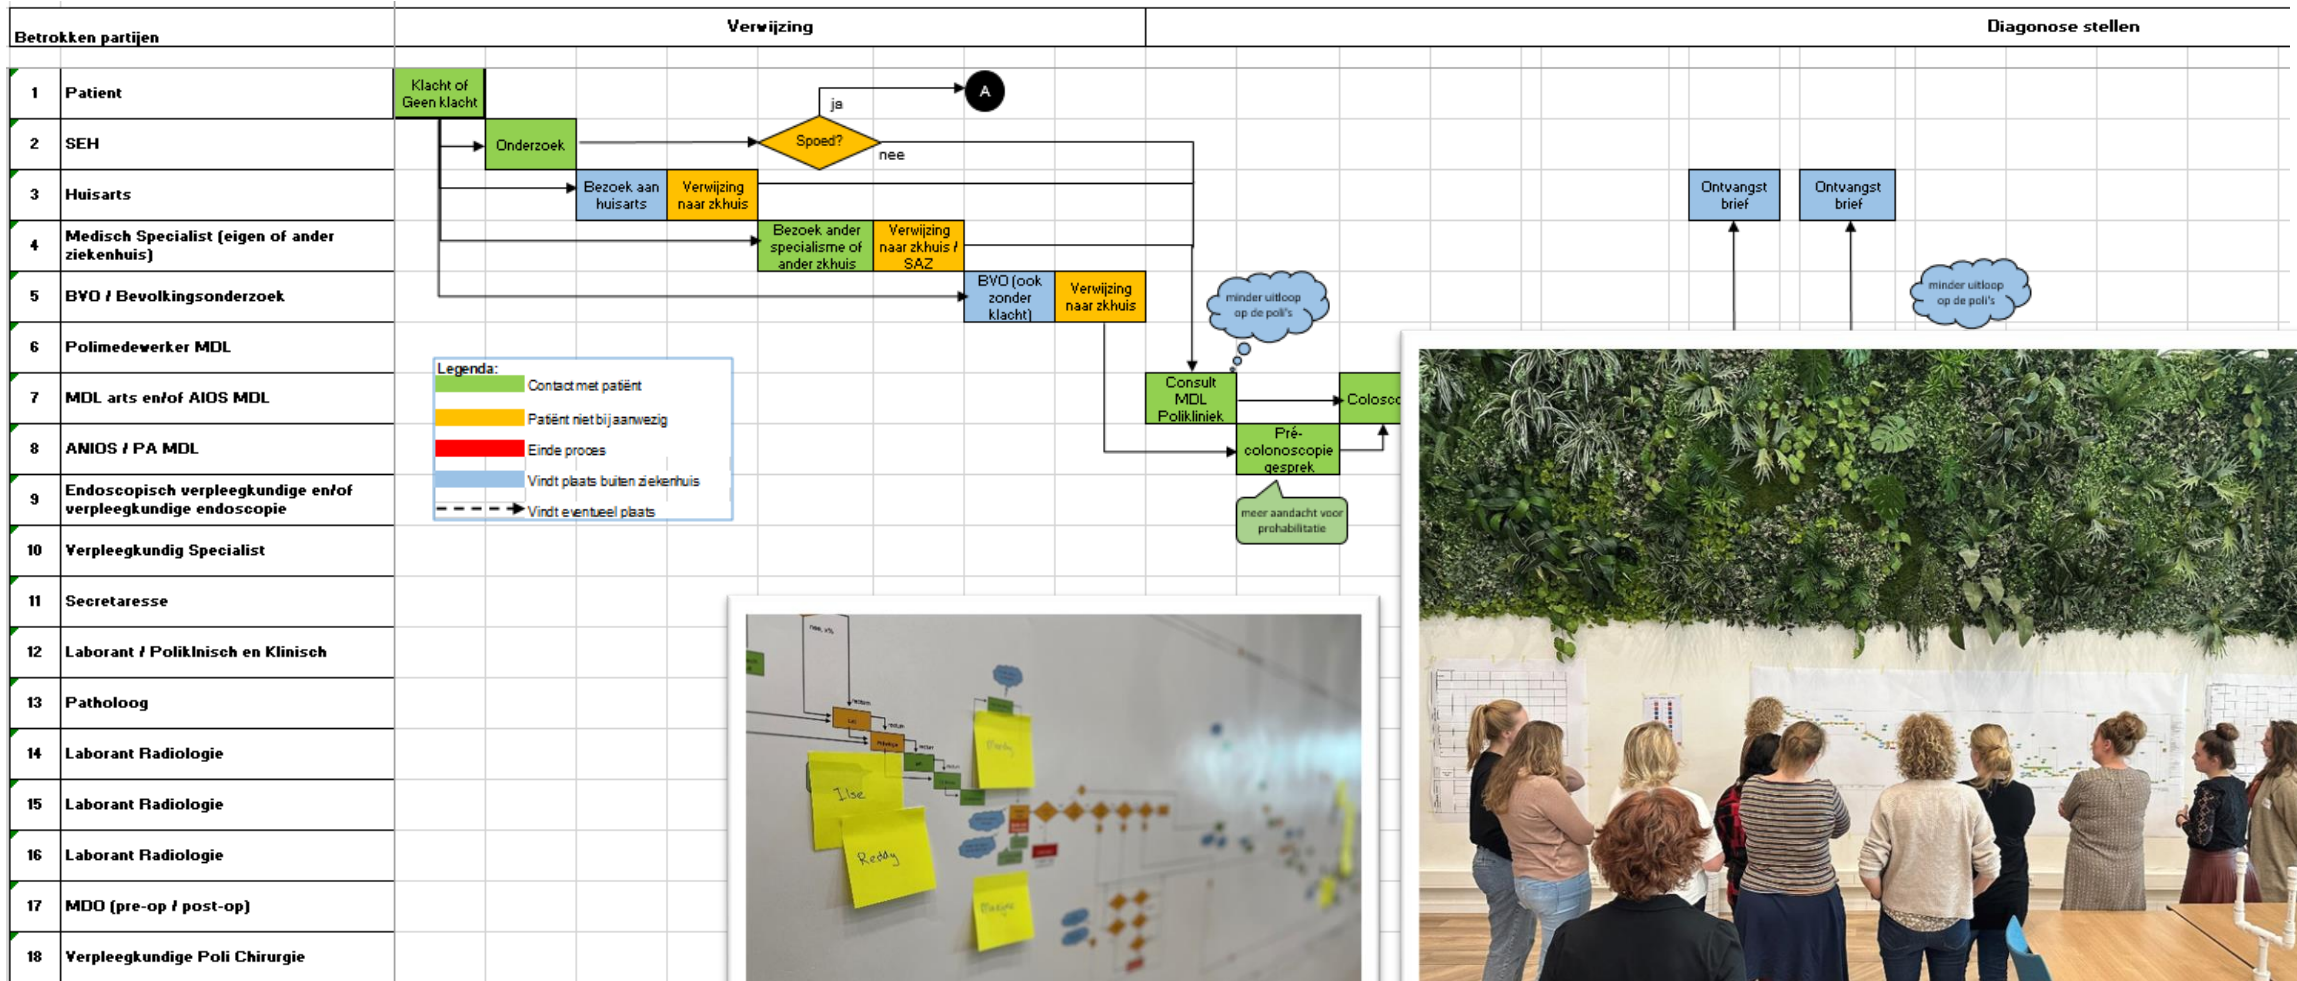 Betrokken partijen
Verwijzing
Diagonose stellen
1
Patient
Klacht of
Geen klacht
ja
A
2
SEH
Onderzoek
Spoed?
nee
3
Huisarts
Bezoek aan
huisarts
Verwijzing
naar zkhuis
Ontvangst
brief
Ontvangst
brief
4
Medisch Specialist (eigen of ander
ziekenhuis)
Bezoek ander
specialisme of
ander zkhuis
Verwijzing
naar zkhuis /
SAZ
5
BVO / Bevolkingsonderzoek
BVO (ook
zonder
klacht)
Verwijzing
naar zkhuis
minder uitloop
op de poli's
minder uitloop
op de poli's
6
Polimedewerker MDL
Legenda:
Contact met patiënt
Patiënt niet bij aanwezig
Einde proces
Vindt plaats buiten ziekenhuis
Vindt eventueel plaats
7
MDL arts en/of AIOS MDL
Consult
MDL
Polikliniek
Colosco
8
ANIOS / PA MDL
Pré-
colonoscopie
gesprek
9
Endoscopisch verpleegkundige en/of
verpleegkundige endoscopie
meer aandacht voor
prohabilitatie
10
Verpleegkundig Specialist
11
Secretaresse
12
Laborant / Poliklnisch en Klinisch
13
Patholoog
14
Laborant Radiologie
15
Laborant Radiologie
16
Laborant Radiologie
17
MDO (pre-op / post-op)
18
Verpleegkundige Poli Chirurgie
rectum
rectum
rectum
rectum
Ilse
Reday